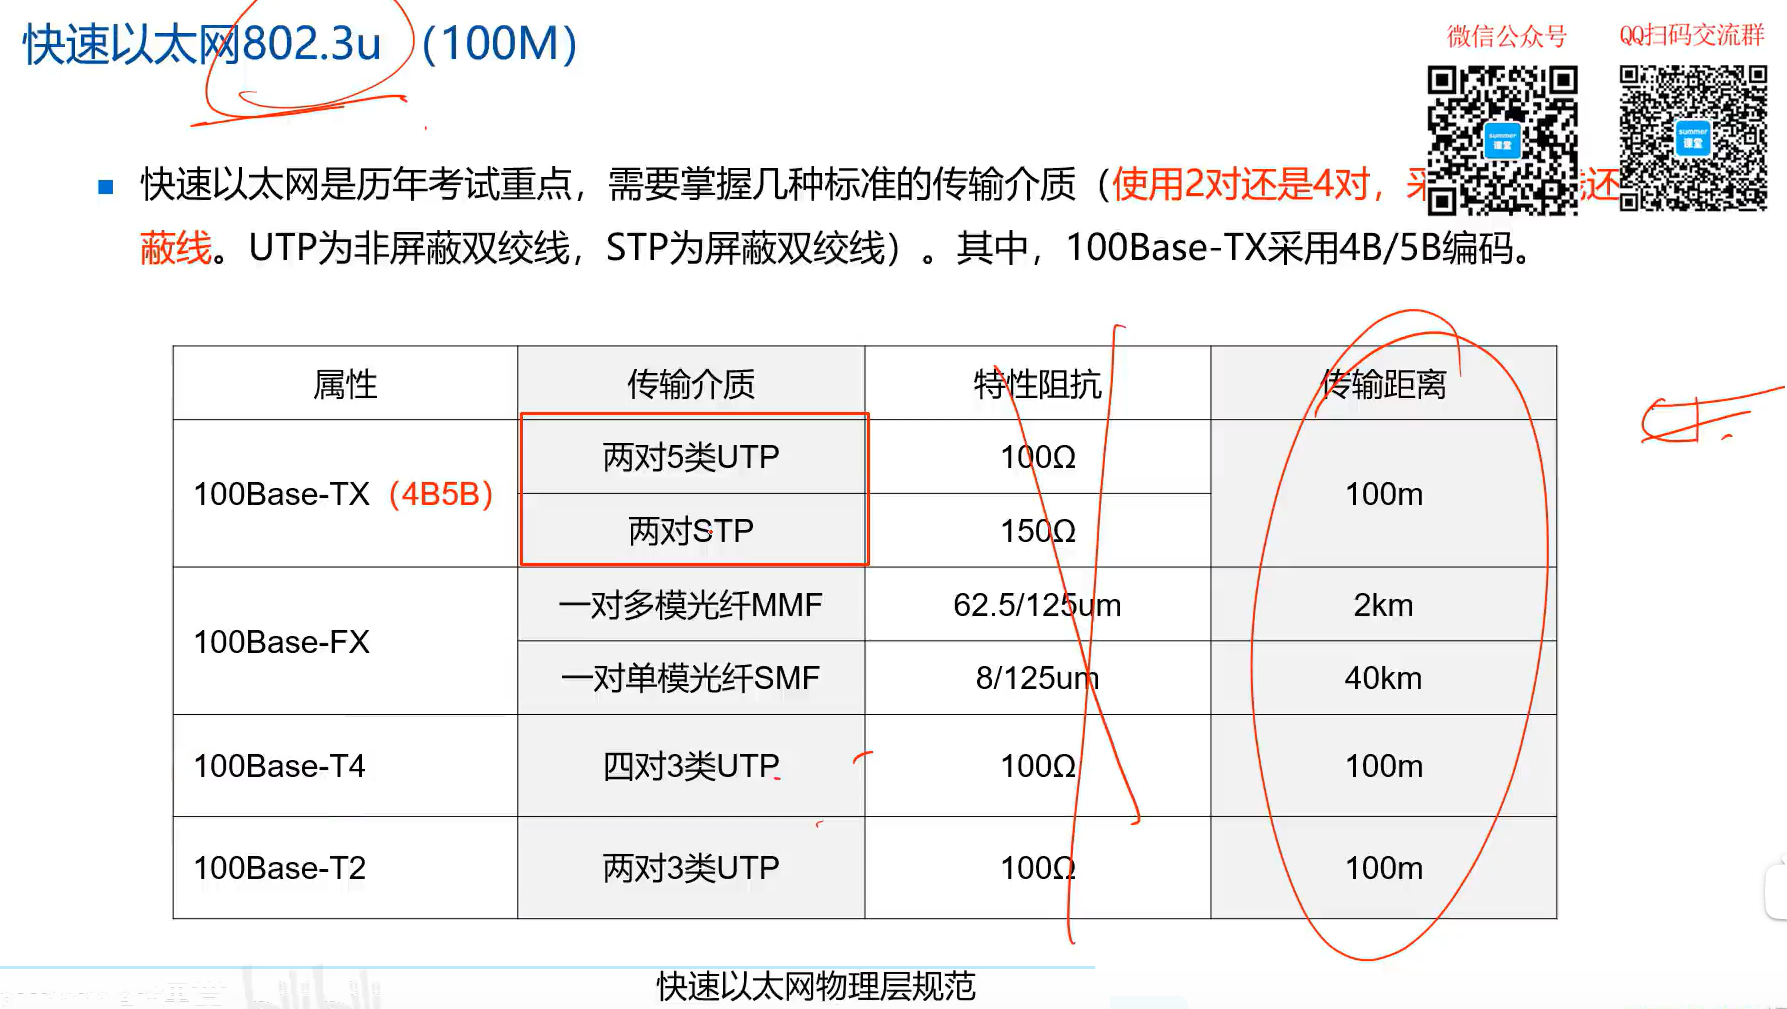 快速以太网802.3u（100M）
微信公众号
QQ扫码交流群
summer
课堂
summer
课堂
快速以太网是历年考试重点，需要掌握几种标准的传输介质（使用2对还是4对，采 还
蔽线。UTP为非屏蔽双绞线，STP为屏蔽双绞线）。其中，100Base-TX采用4B/5B编码。
属性 传输介质 特性阻抗 传输距离
100Base-TX（4B5B） 两对5类UTP 100Ω 100m
两对STP 150Ω
100Base-FX 一对多模光纤MMF 62.5/125um 2km
一对单模光纤SMF 8/125um 40km
100Base-T4 四对3类UTP 100Ω 100m
100Base-T2 两对3类UTP 100Ω 100m
快速以太网物理层规范